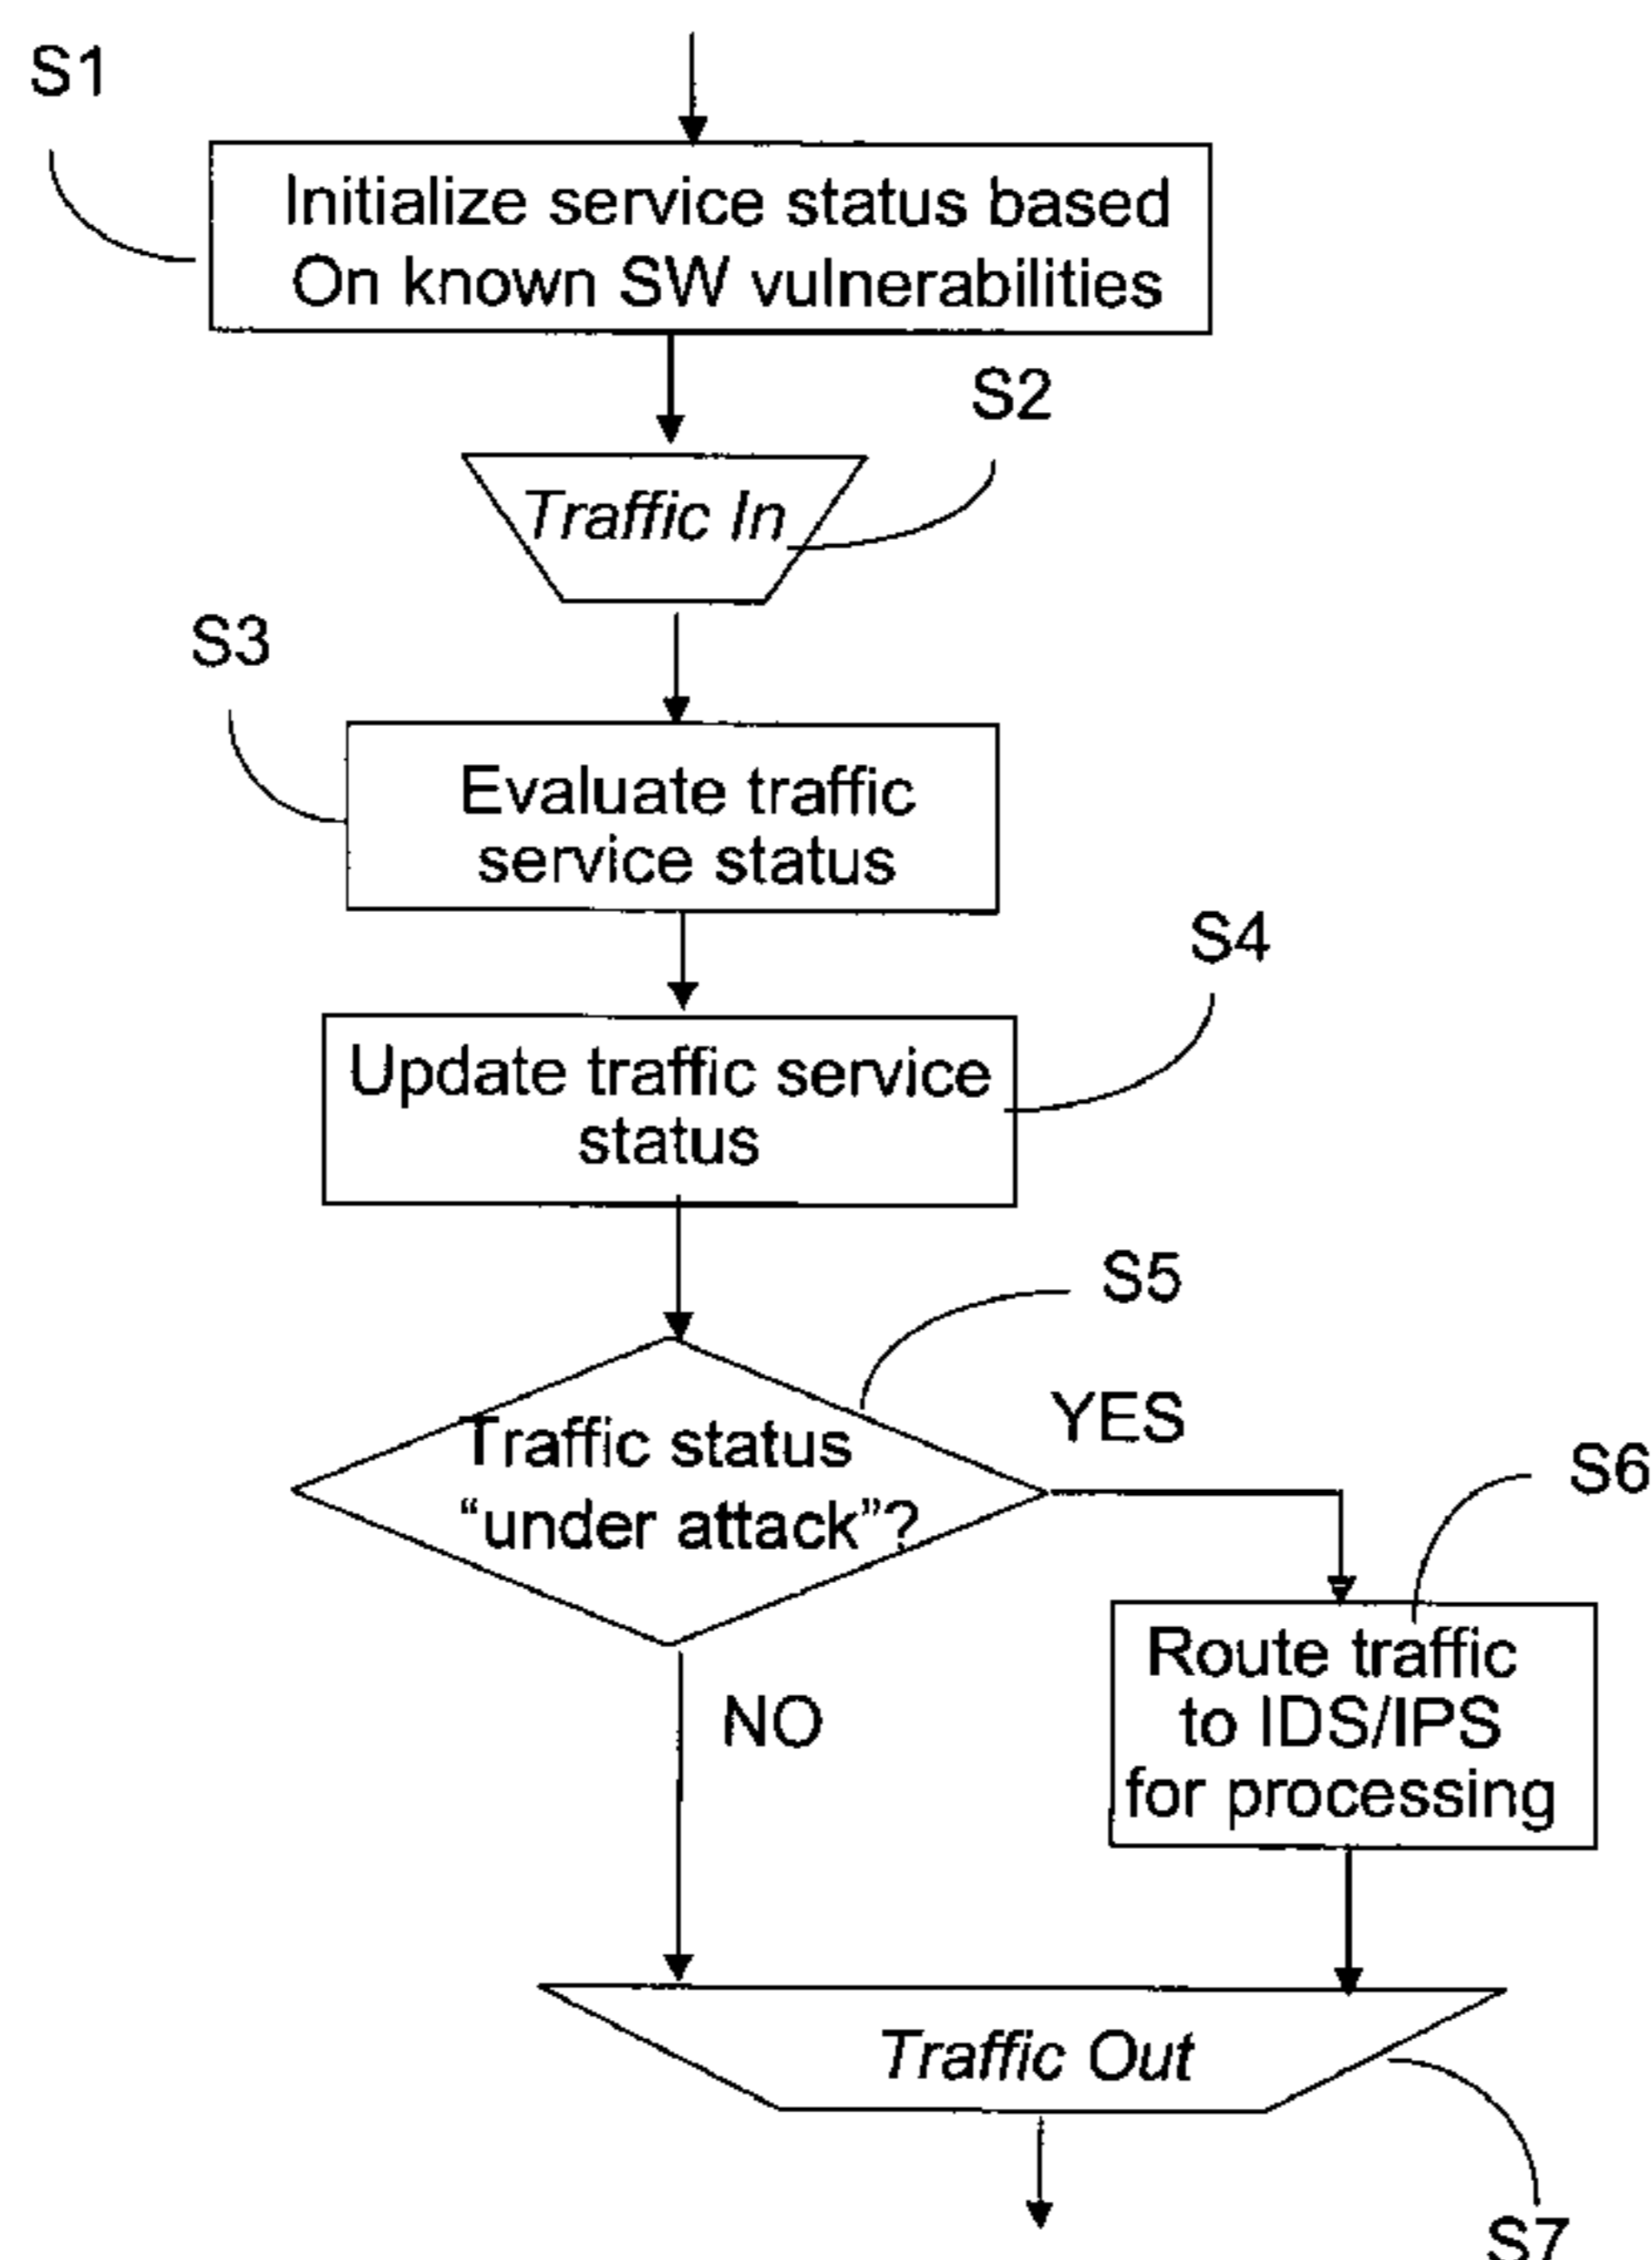 S1
Initialize service status based
On known SW vulnerabilities
S2
Traffic In
S3
Evaluate traffic
service status
S4
Update traffic service
status
S5
Traffic status
“under attack”?
YES
S6
Route traffic
to IDS/IPS
for processing
NO
Traffic Out
S7